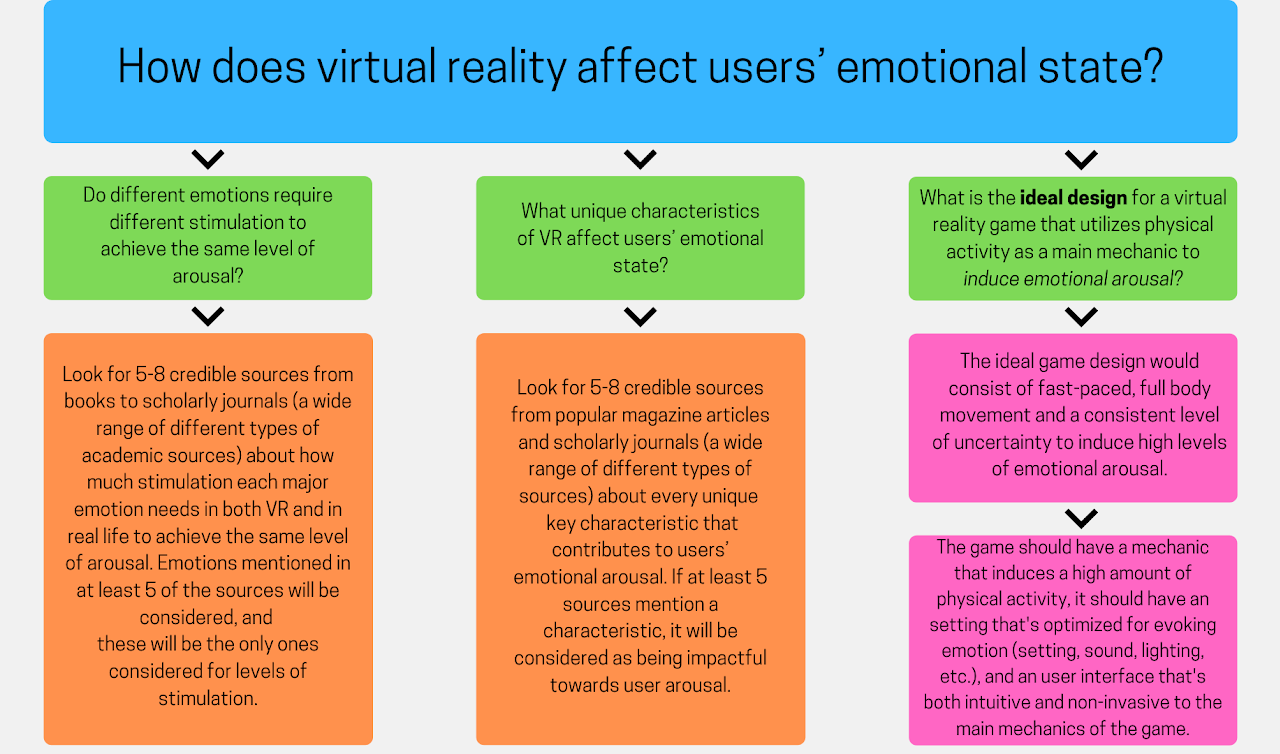 How does virtual reality affect users’ emotional state?
Do different emotions require
different stimulation to
achieve the same level of
arousal?
What unique characteristics
of VR affect users’ emotional
state?
What is the ideal design for a virtual
reality game that utilizes physical
activity as a main mechanic to
induce emotional arousal?
Look for 5-8 credible sources from
books to scholarly journals (a wide
range of different types of
academic sources) about how
much stimulation each major
emotion needs in both VR and in
real life to achieve the same level
of arousal. Emotions mentioned in
at least 5 of the sources will be
considered, and
these will be the only ones
considered for levels of
stimulation.
Look for 5-8 credible sources
from popular magazine articles
and scholarly journals (a wide
range of different types of
sources) about every unique
key characteristic that
contributes to users’
emotional arousal. If at least 5
sources mention a
characteristic, it will be
considered as being impactful
towards user arousal.
The ideal game design would
consist of fast-paced, full body
movement and a consistent level
of uncertainty to induce high levels
of emotional arousal.
The game should have a mechanic
that induces a high amount of
physical activity, it should have an
setting that's optimized for evoking
emotion (setting, sound, lighting,
etc.), and an user interface that's
both intuitive and non-invasive to the
main mechanics of the game.